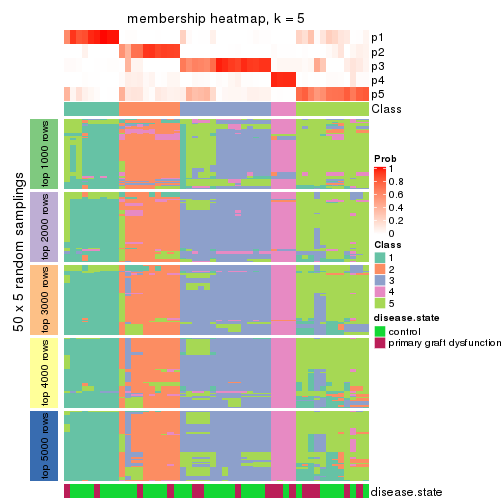 membership heatmap, k = 5
p1
p2
p3
p4
p5
Class
50 x 5 random samplings
top 1000 rows
top 2000 rows
top 3000 rows
top 4000 rows
top 5000 rows
disease.state
Prob
1
0.8
0.6
0.4
0.2
0
Class
1
2
3
4
5
disease.state
control
primary graft dysfunction